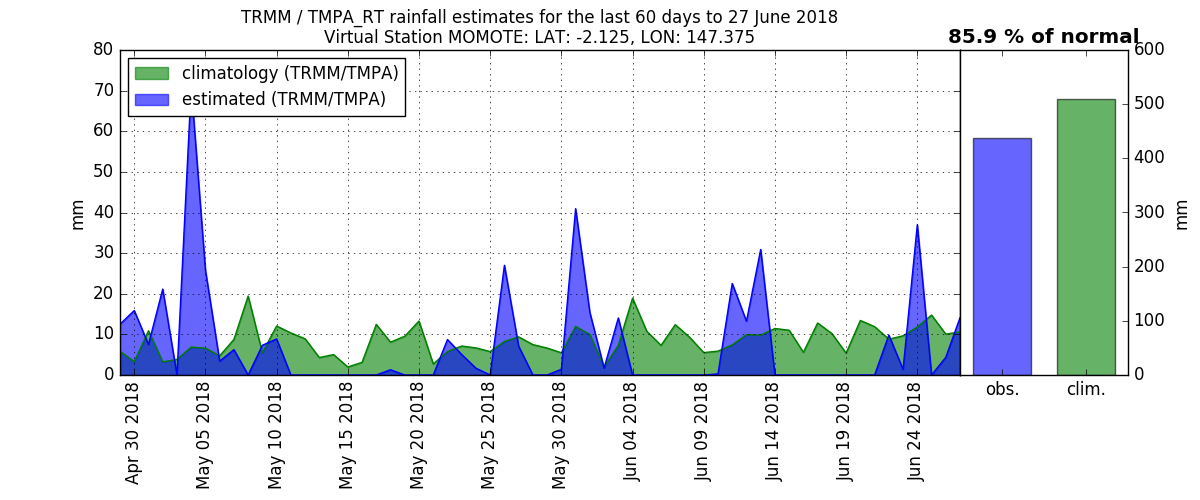 TRMM / TMPA_RT rainfall estimates for the last 60 days to 27 June 2018
Virtual Station MOMOTE: LAT: -2.125, LON: 147.375
85.9 % of normal
climatology (TRMM/TMPA)
estimated (TRMM/TMPA)
80
70
60
50
40
30
20
10
0
mm
Apr 30 2018
May 05 2018
May 10 2018
May 15 2018
May 20 2018
May 25 2018
May 30 2018
Jun 04 2018
Jun 09 2018
Jun 14 2018
Jun 19 2018
Jun 24 2018
obs.
clim.
600
500
400
300
200
100
0
mm